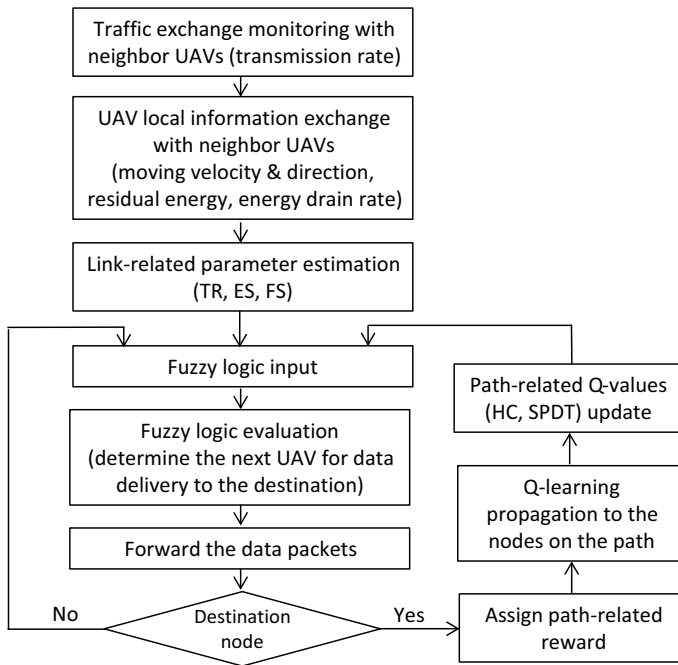 Traffic exchange monitoring with
neighbor UAVs (transmission rate)
UAV local information exchange
with neighbor UAVs
(moving velocity & direction,
residual energy, energy drain rate)
Link-related parameter estimation
(TR, ES, FS)
Fuzzy logic input
Fuzzy logic evaluation
(determine the next UAV for data
delivery to the destination)
Forward the data packets
No
Destination
node
Yes
Assign path-related
reward
Q-learning
propagation to the
nodes on the path
Path-related Q-values
(HC, SPDT) update